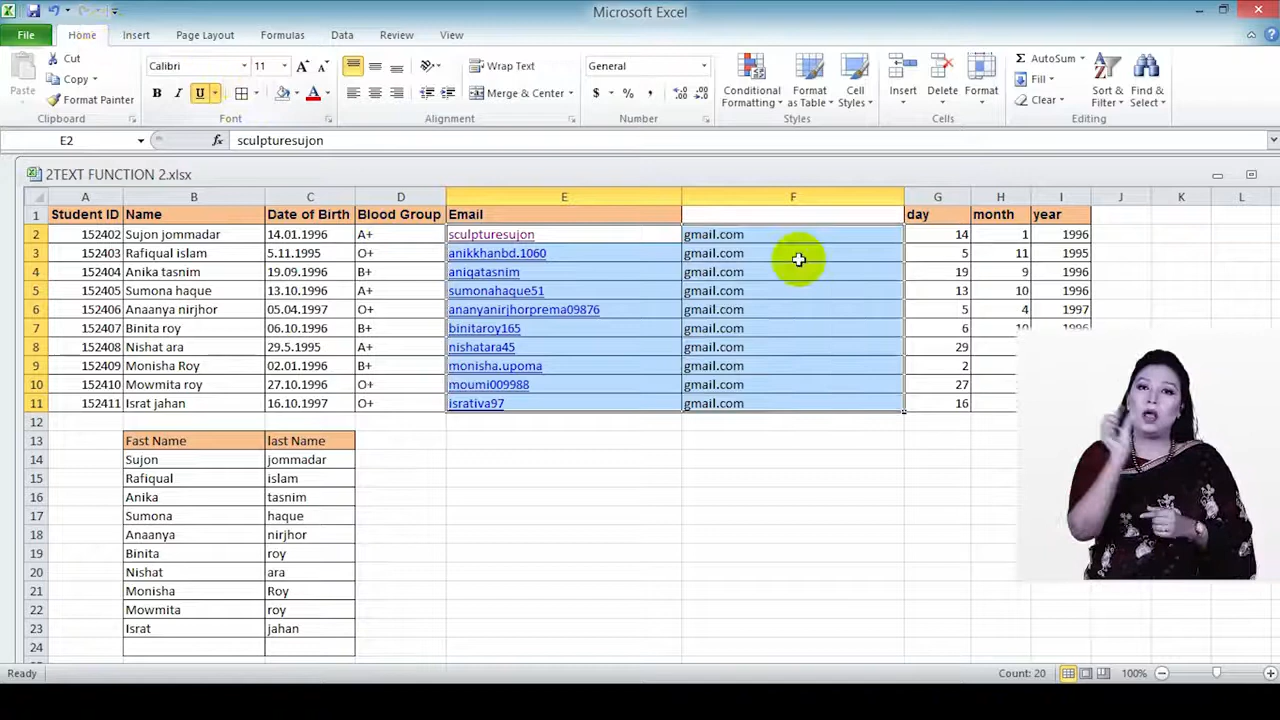 Microsoft Excel
File Home Insert Page Layout Formulas Data Review View
Cut
Copy
Format Painter
Paste
Calibri 11
B I U A
Wrap Text
Merge & Center
General
$ % ,
Conditional Formatting
Format as Table
Cell Styles
Insert
Delete
Format
AutoSum
Fill
Clear
Sort & Filter
Find & Select
Clipboard Font Alignment Number Styles Cells Editing
E2 fx sculpturesujon
2TEXT FUNCTION 2.xlsx
A B C D E F G H I J K L
1 Student ID Name Date of Birth Blood Group Email day month year
2 152402 Sujon jommadar 14.01.1996 A+ sculpturesujon gmail.com 14 1 1996
3 152403 Rafiqual islam 5.11.1995 O+ anikkhanbd.1060 gmail.com 5 11 1995
4 152404 Anika tasnim 19.09.1996 B+ aniqatasnim gmail.com 19 9 1996
5 152405 Sumona haque 13.10.1996 A+ sumonahaque51 gmail.com 13 10 1996
6 152406 Anaanya nirjhor 05.04.1997 O+ ananyanirjhorprema09876 gmail.com 5 4 1997
7 152407 Binita roy 06.10.1996 B+ binitaroy165 gmail.com 6
8 152408 Nishat ara 29.5.1995 A+ nishatara45 gmail.com 29
9 152409 Monisha Roy 02.01.1996 B+ monisha.upoma gmail.com 2
10 152410 Mowmita roy 27.10.1996 O+ moumi009988 gmail.com 27
11 152411 Israt jahan 16.10.1997 O+ isrativa97 gmail.com 16
12
13 Fast Name last Name
14 Sujon jommadar
15 Rafiqual islam
16 Anika tasnim
17 Sumona haque
18 Anaanya nirjhor
19 Binita roy
20 Nishat ara
21 Monisha Roy
22 Mowmita roy
23 Israt jahan
24
Ready Count: 20 100%